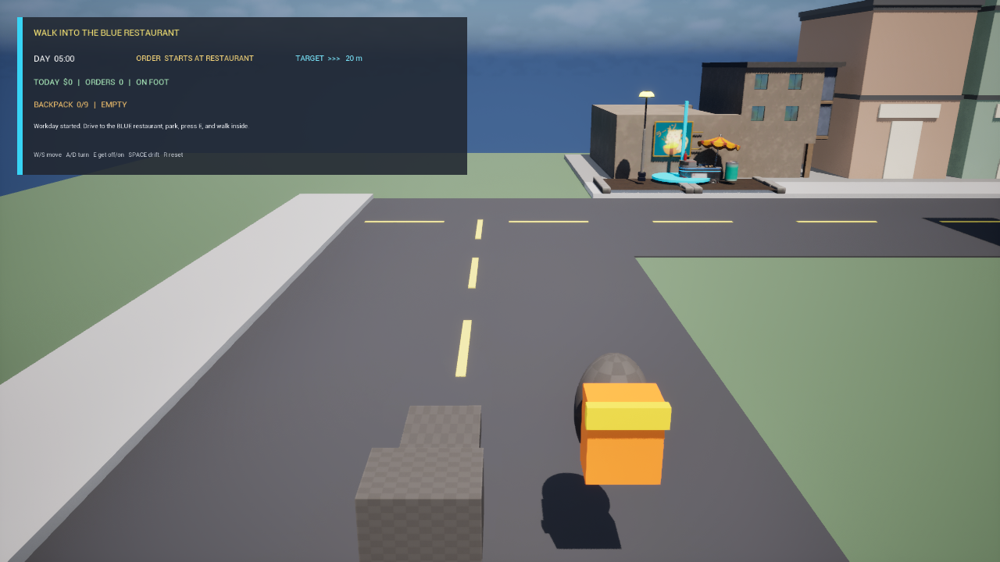 WALK INTO THE BLUE RESTAURANT
DAY 05:00 ORDER STARTS AT RESTAURANT TARGET >>> 20 m
TODAY $0 | ORDERS 0 | ON FOOT
BACKPACK 0/9 | EMPTY
Workday started. Drive to the BLUE restaurant, park, press E, and walk inside.
W/S move A/D turn E get off/on SPACE drift R reset